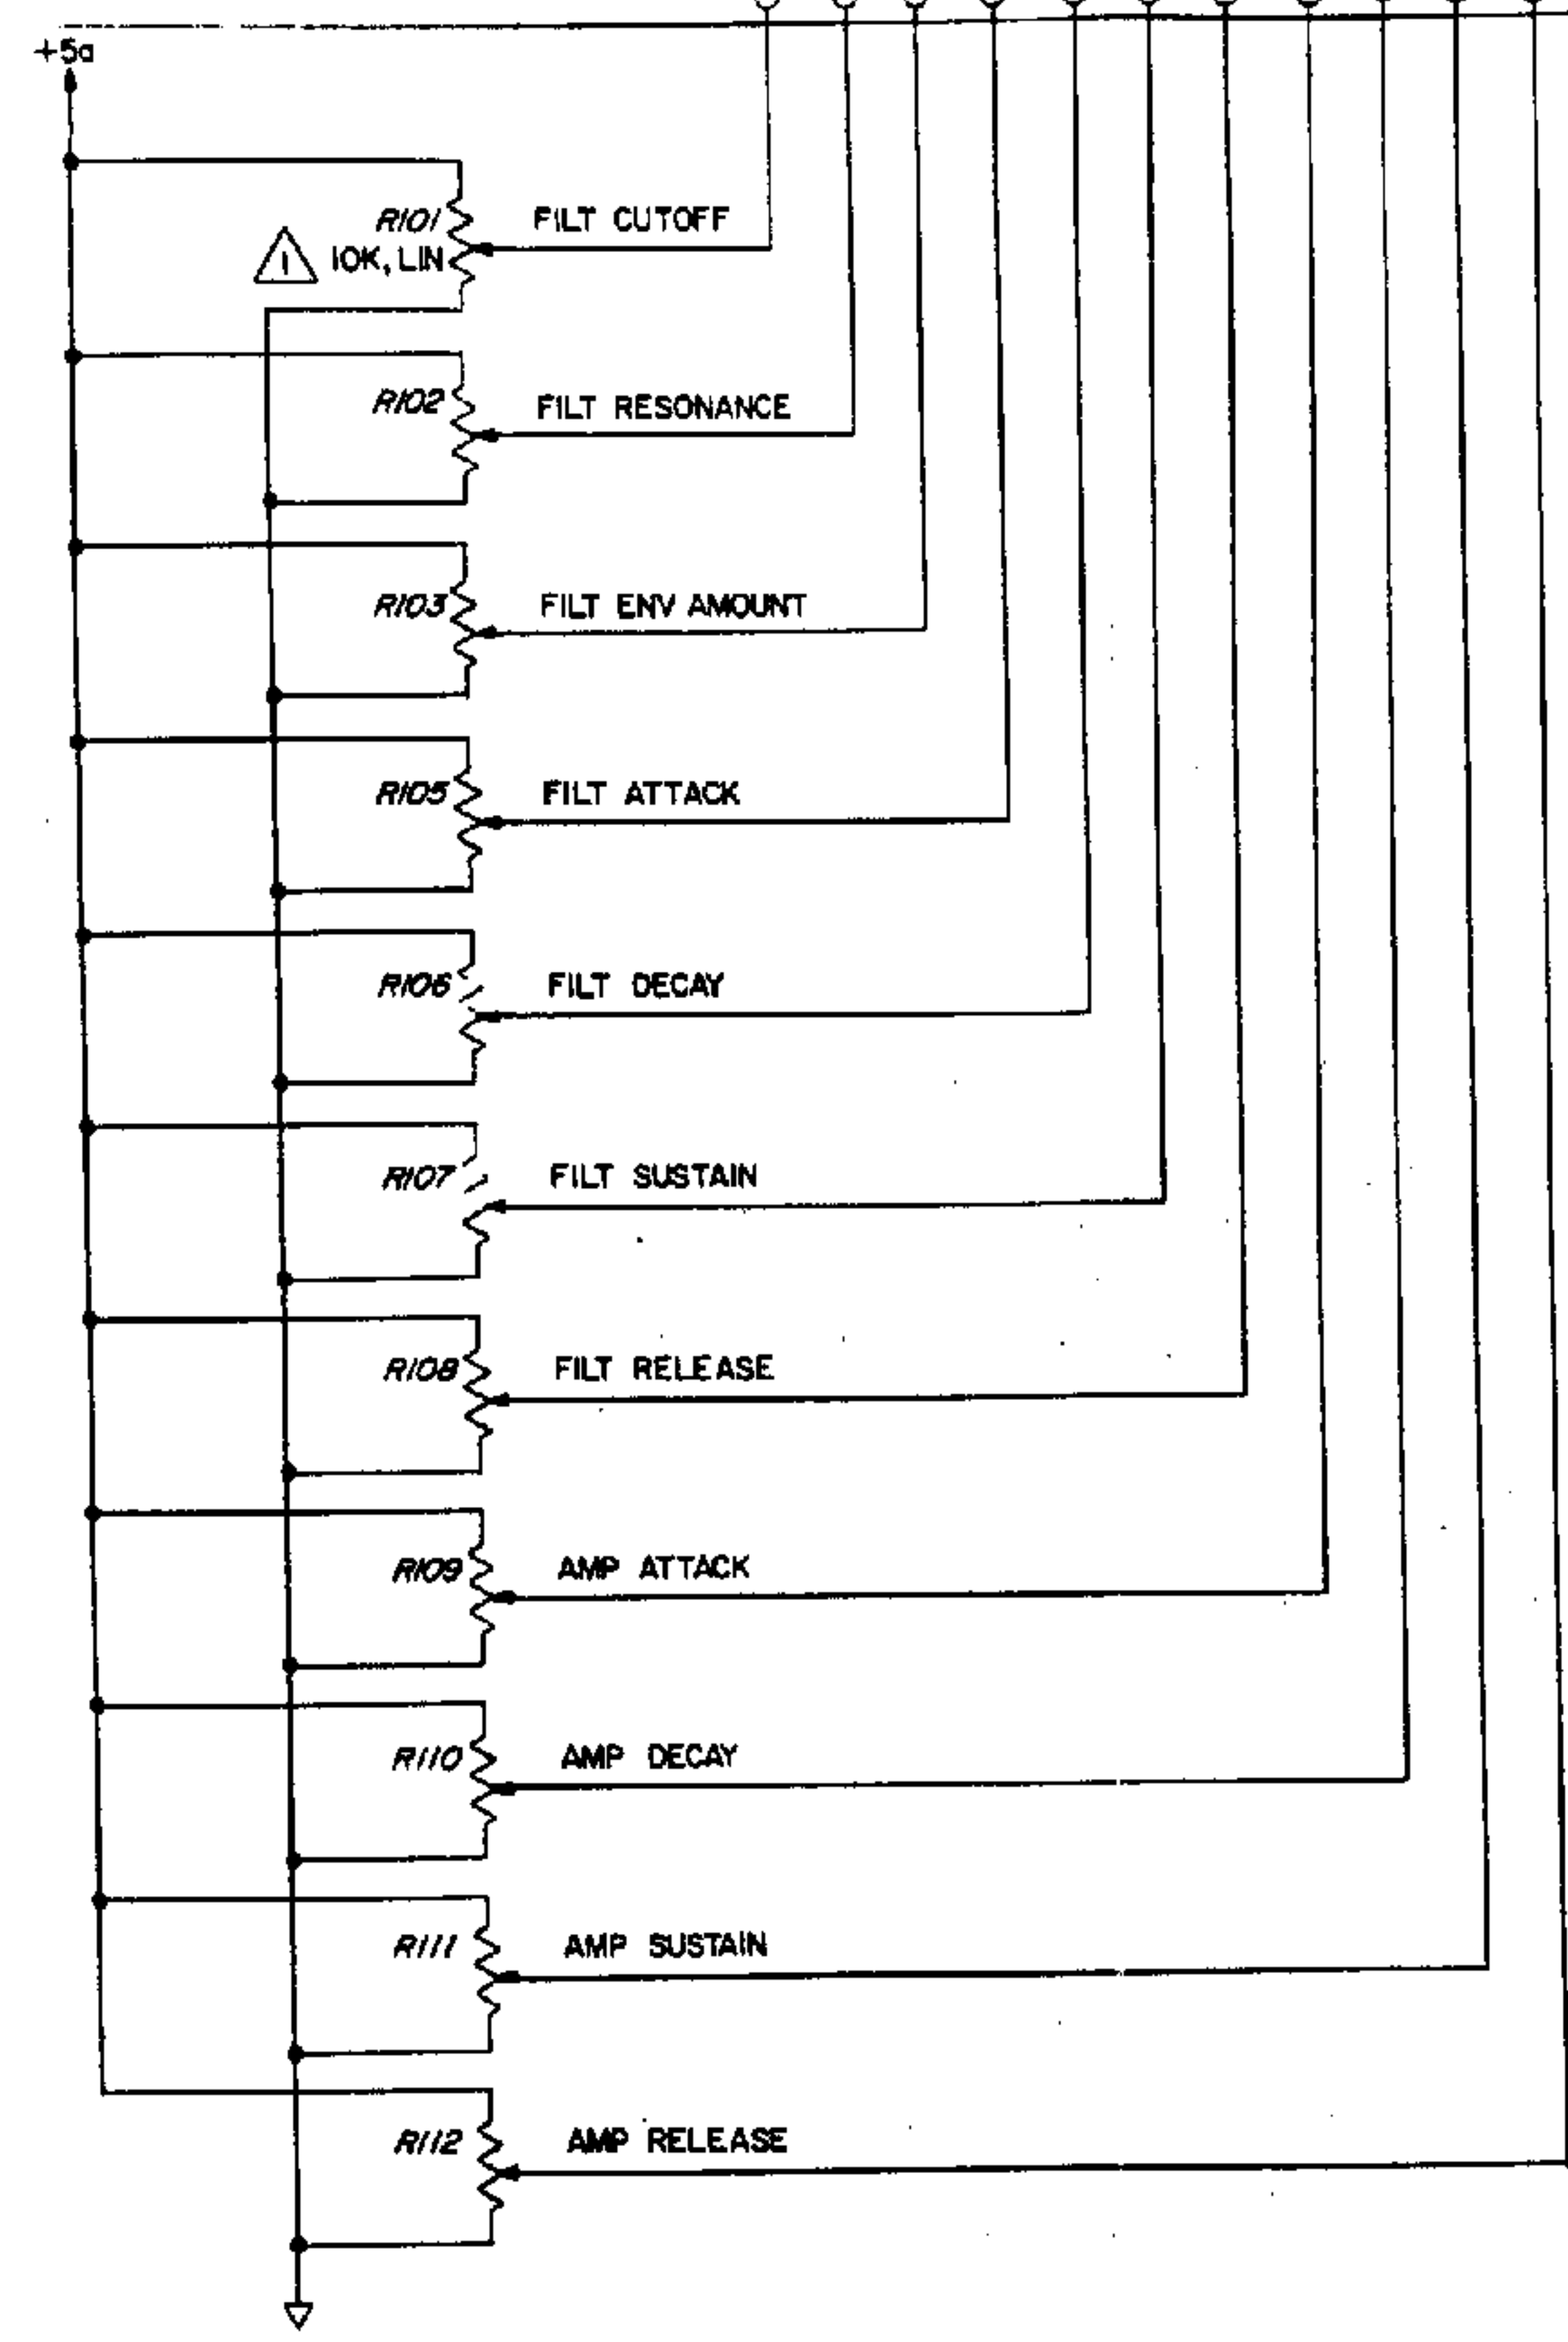 +5a
R101
FILT CUTOFF
1
10K, LIN
R102
FILT RESONANCE
R103
FILT ENV AMOUNT
R105
FILT ATTACK
R106
FILT DECAY
R107
FILT SUSTAIN
R108
FILT RELEASE
R109
AMP ATTACK
R110
AMP DECAY
R111
AMP SUSTAIN
R112
AMP RELEASE